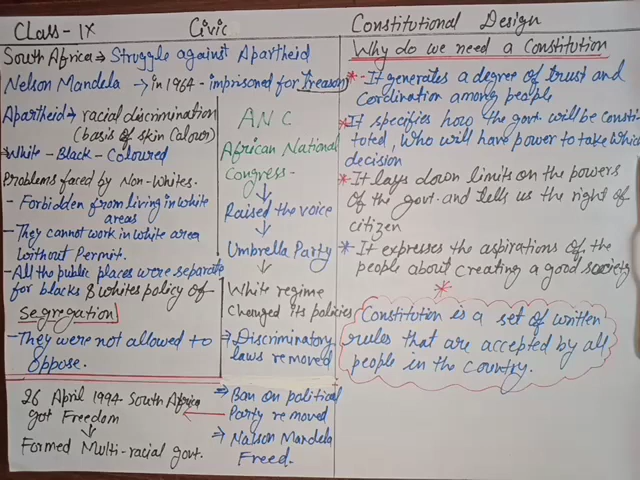 Class-IX Civic Constitutional Design
South Africa → Struggle against Apartheid
Nelson Mandela → in 1964 - imprisoned for Treason
Apartheid → racial discrimination
(basis of skin Calour)
→ White - Black - Coloured
Problems faced by Non-Whites.
- Forbidden from living in white
areas
- They cannot work in white area
without Permit.
- All the public places were separate
for blacks & whites policy of
segregation
- They were not allowed to
oppose.
26 April 1994 - South Africa
got Freedom
↓
Formed Multi-racial govt.
ANC
African National
Congress -
↓
Raised the voice
↓
Umbrella Party
↓
White regime
Changed its policies
⇒ Discriminatory
laws removed
⇒ Ban on political
Party removed
⇒ Nalson Mandela
Freed.
Why do we need a Constitution
* - It generates a degree of trust and
Cordination among people
* It specifies how the govt. will be consti-
toted, who will have power to take which
decision
* - It lays down limits on the powers
of the govt. and tells us the right of
citizen
* - It expresses the aspirations of the
people about creating a good society
*
Constitution is a set of written
rules that are accepted by all
people in the country.